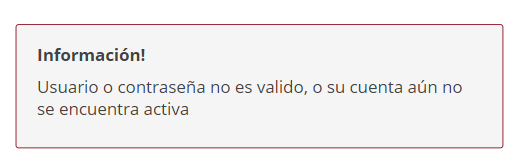 Información!
Usuario o contraseña no es valido, o su cuenta aún no
se encuentra activa